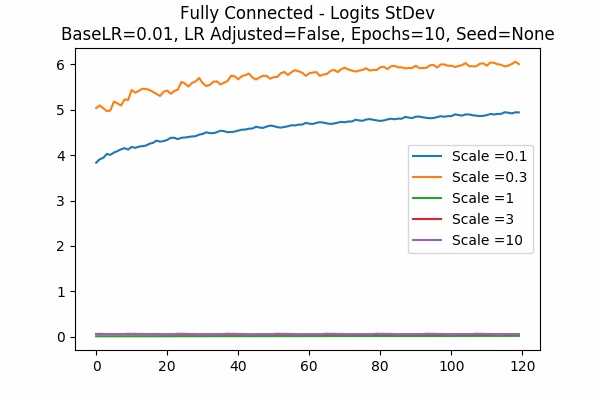 Fully Connected - Logits StDev
BaseLR=0.01, LR Adjusted=False, Epochs=10, Seed=None
6
5
4
3
2
1
0
Scale =0.1
Scale =0.3
Scale =1
Scale =3
Scale =10
0 20 40 60 80 100 120